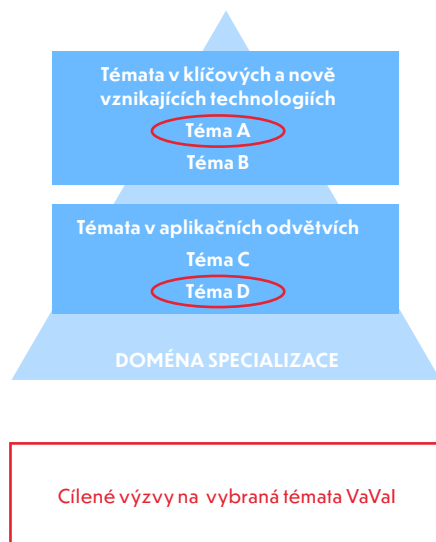 Témata v klíčových a nově
vznikajících technologiích
Téma A
Téma B
Témata v aplikačních odvětvích
Téma C
Téma D
DOMÉNA SPECIALIZACE
Cílené výzvy na vybraná témata VaVaI